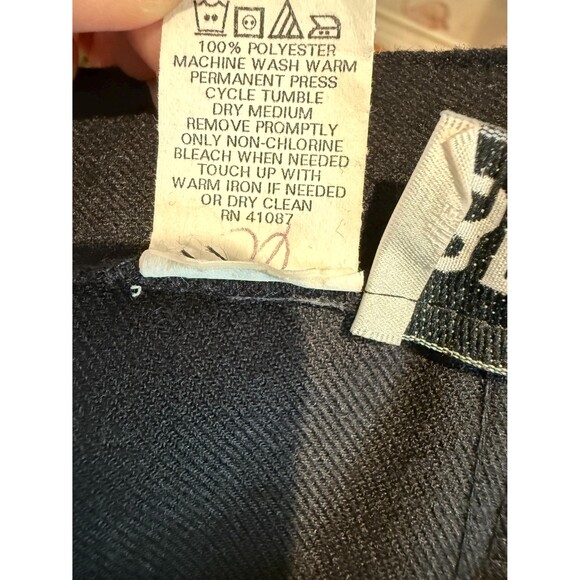 100% POLYESTER
MACHINE WASH WARM
PERMANENT PRESS
CYCLE TUMBLE
DRY MEDIUM
REMOVE PROMPTLY
ONLY NON-CHLORINE
BLEACH WHEN NEEDED
TOUCH UP WITH
WARM IRON IF NEEDED
OR DRY CLEAN
RN 41087